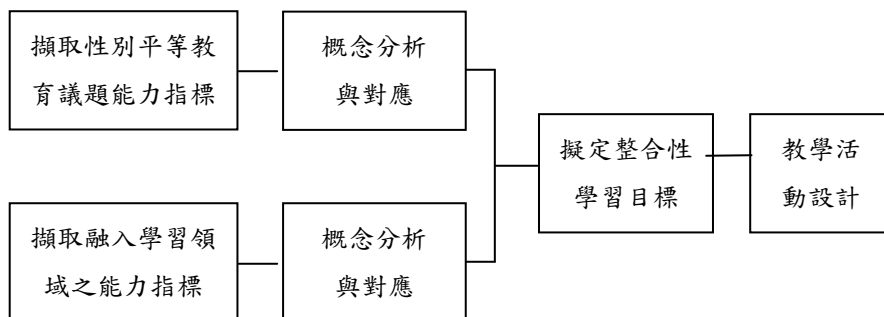 擷取性別平等教
育議題能力指標
概念分析
與對應
擷取融入學習領
域之能力指標
概念分析
與對應
擬定整合性
學習目標
教學活
動設計